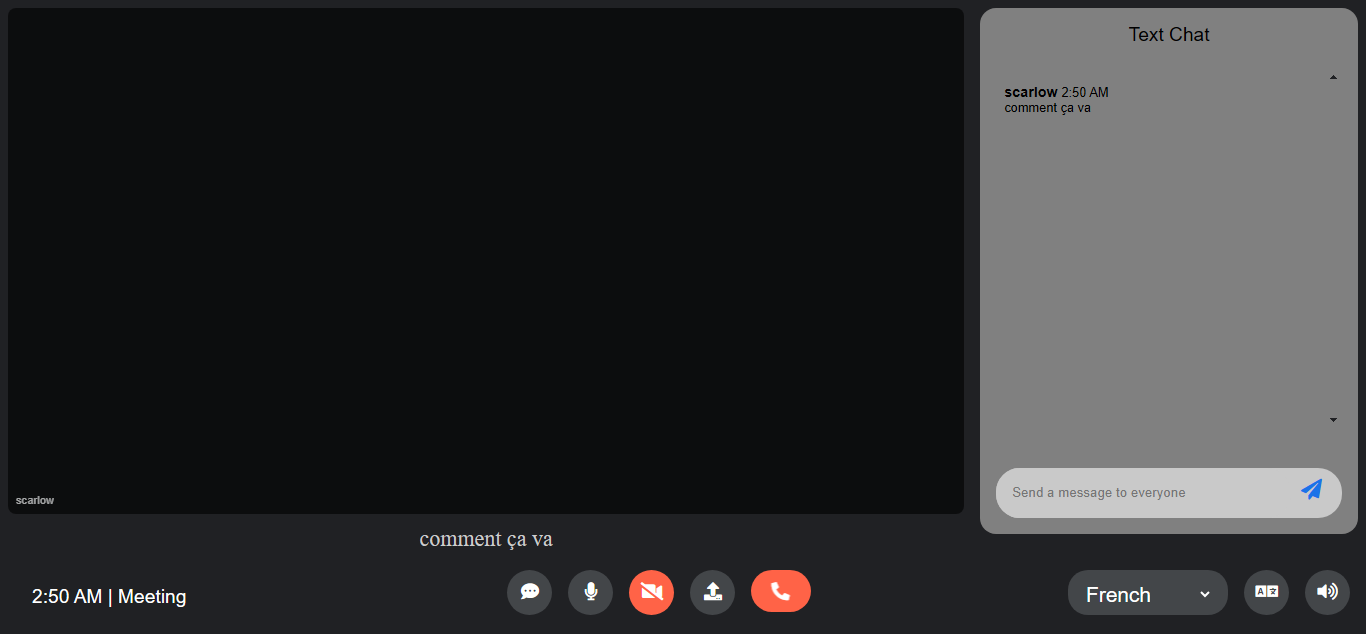 Text Chat
scarlow 2:50 AM
comment ça va
Send a message to everyone
scarlow
comment ça va
2:50 AM | Meeting
French
A